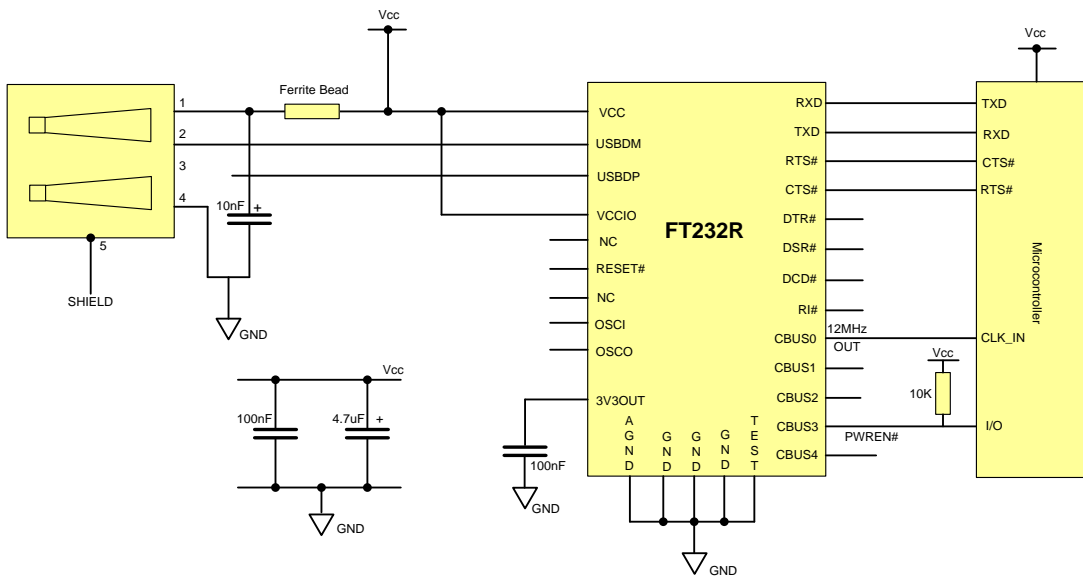 Vcc
Ferrite Bead
1
2
3
4
5
SHIELD
10nF +
GND
Vcc
100nF
4.7uF +
GND
VCC
USBDM
USBDP
VCCIO
NC
RESET#
NC
OSCI
OSCO
3V3OUT
100nF
GND
FT232R
AGND
GND
GND
GND
TEST
GND
RXD
TXD
RTS#
CTS#
DTR#
DSR#
DCD#
RI#
CBUS0
CBUS1
CBUS2
CBUS3
CBUS4
12MHz
OUT
Vcc
10K
PWREN#
Vcc
TXD
RXD
CTS#
RTS#
Microcontroller
CLK_IN
I/O